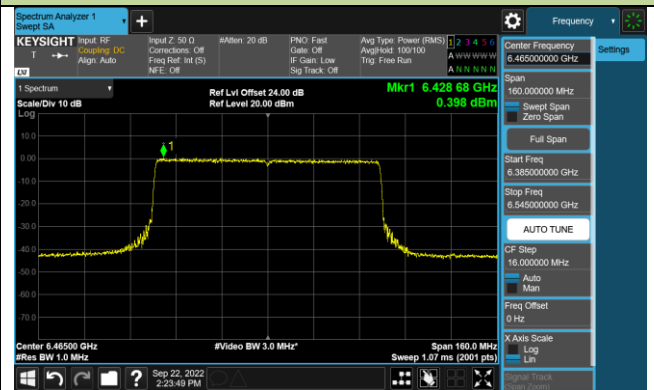 Spectrum Analyzer 1
Swept SA
Frequency
KEYSIGHT
Input: RF
Coupling: DC
Align: Auto
Input Z: 50 Ω
Corrections: Off
Freq Ref: Int (S)
NFE: Off
#Atten: 20 dB
PNO: Fast
Gate: Off
IF Gain: Low
Sig Track: Off
Avg Type: Power (RMS)
Avg|Hold: 100/100
Trig: Free Run
1 2 3 4 5 6
A W W W W W
A N N N N N
LXI
1 Spectrum
Scale/Div 10 dB
Log
Ref Lvl Offset 24.00 dB
Ref Level 20.00 dBm
Mkr1 6.428 68 GHz
0.398 dBm
1
10.0
0.00
-10.0
-20.0
-30.0
-40.0
-50.0
-60.0
-70.0
Center 6.46500 GHz
#Res BW 1.0 MHz
#Video BW 3.0 MHz*
Span 160.0 MHz
Sweep 1.07 ms (2001 pts)
Sep 22, 2022
2:23:49 PM
Center Frequency
6.465000000 GHz
Settings
Span
160.000000 MHz
Swept Span
Zero Span
Full Span
Start Freq
6.385000000 GHz
Stop Freq
6.545000000 GHz
AUTO TUNE
CF Step
16.000000 MHz
Auto
Man
Freq Offset
0 Hz
X Axis Scale
Log
Lin
Signal Track
(Span Zoom)